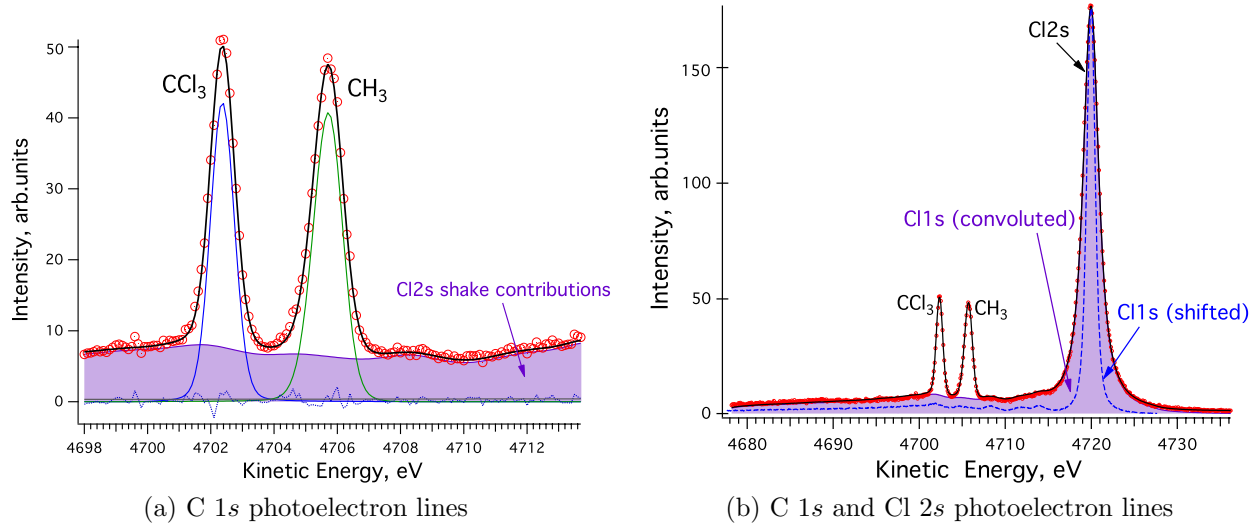 50
40
30
20
10
0
Intensity, arb.units
CCl3
CH3
Cl2s shake contributions
4698 4700 4702 4704 4706 4708 4710 4712
Kinetic Energy, eV
(a) C 1s photoelectron lines
150
100
50
0
Intensity, arb.units
Cl2s
Cl1s (convoluted)
CCl3
CH3
Cl1s (shifted)
4680 4690 4700 4710 4720 4730
Kinetic Energy, eV
(b) C 1s and Cl 2s photoelectron lines